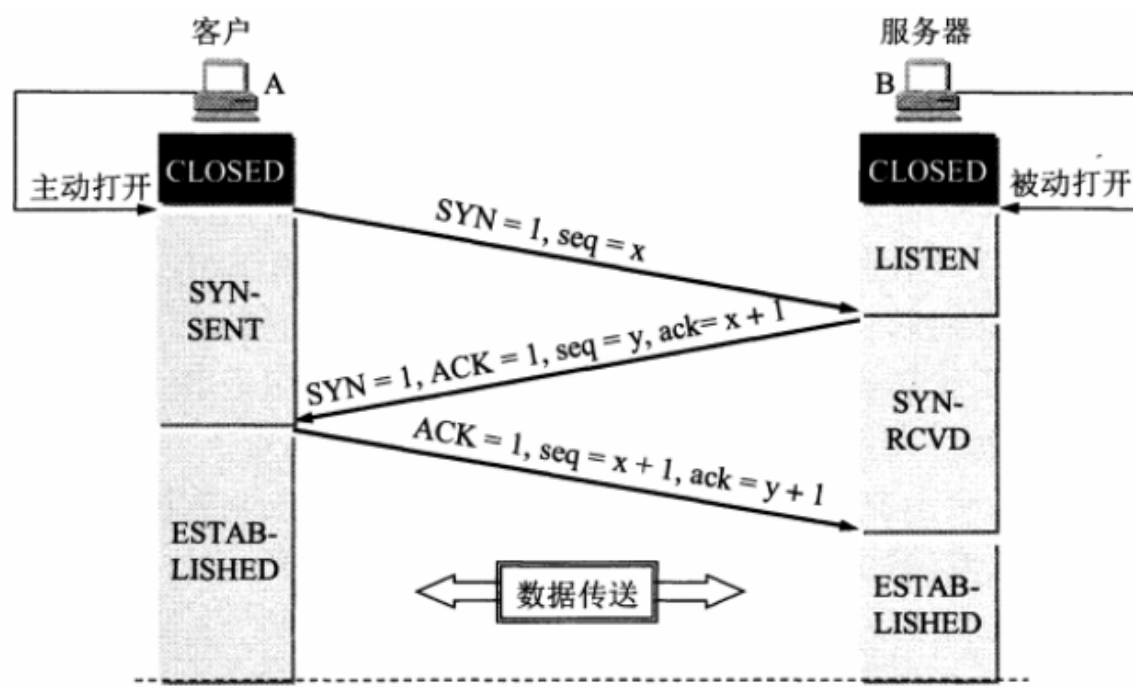 客户
服务器
A
B
CLOSED
CLOSED
主动打开
被动打开
SYN = 1, seq = x
LISTEN
SYN-
SENT
SYN = 1, ACK = 1, seq = y, ack= x + 1
SYN-
RCVD
ACK = 1, seq = x + 1, ack = y + 1
ESTAB-
LISHED
数据传送
ESTAB-
LISHED